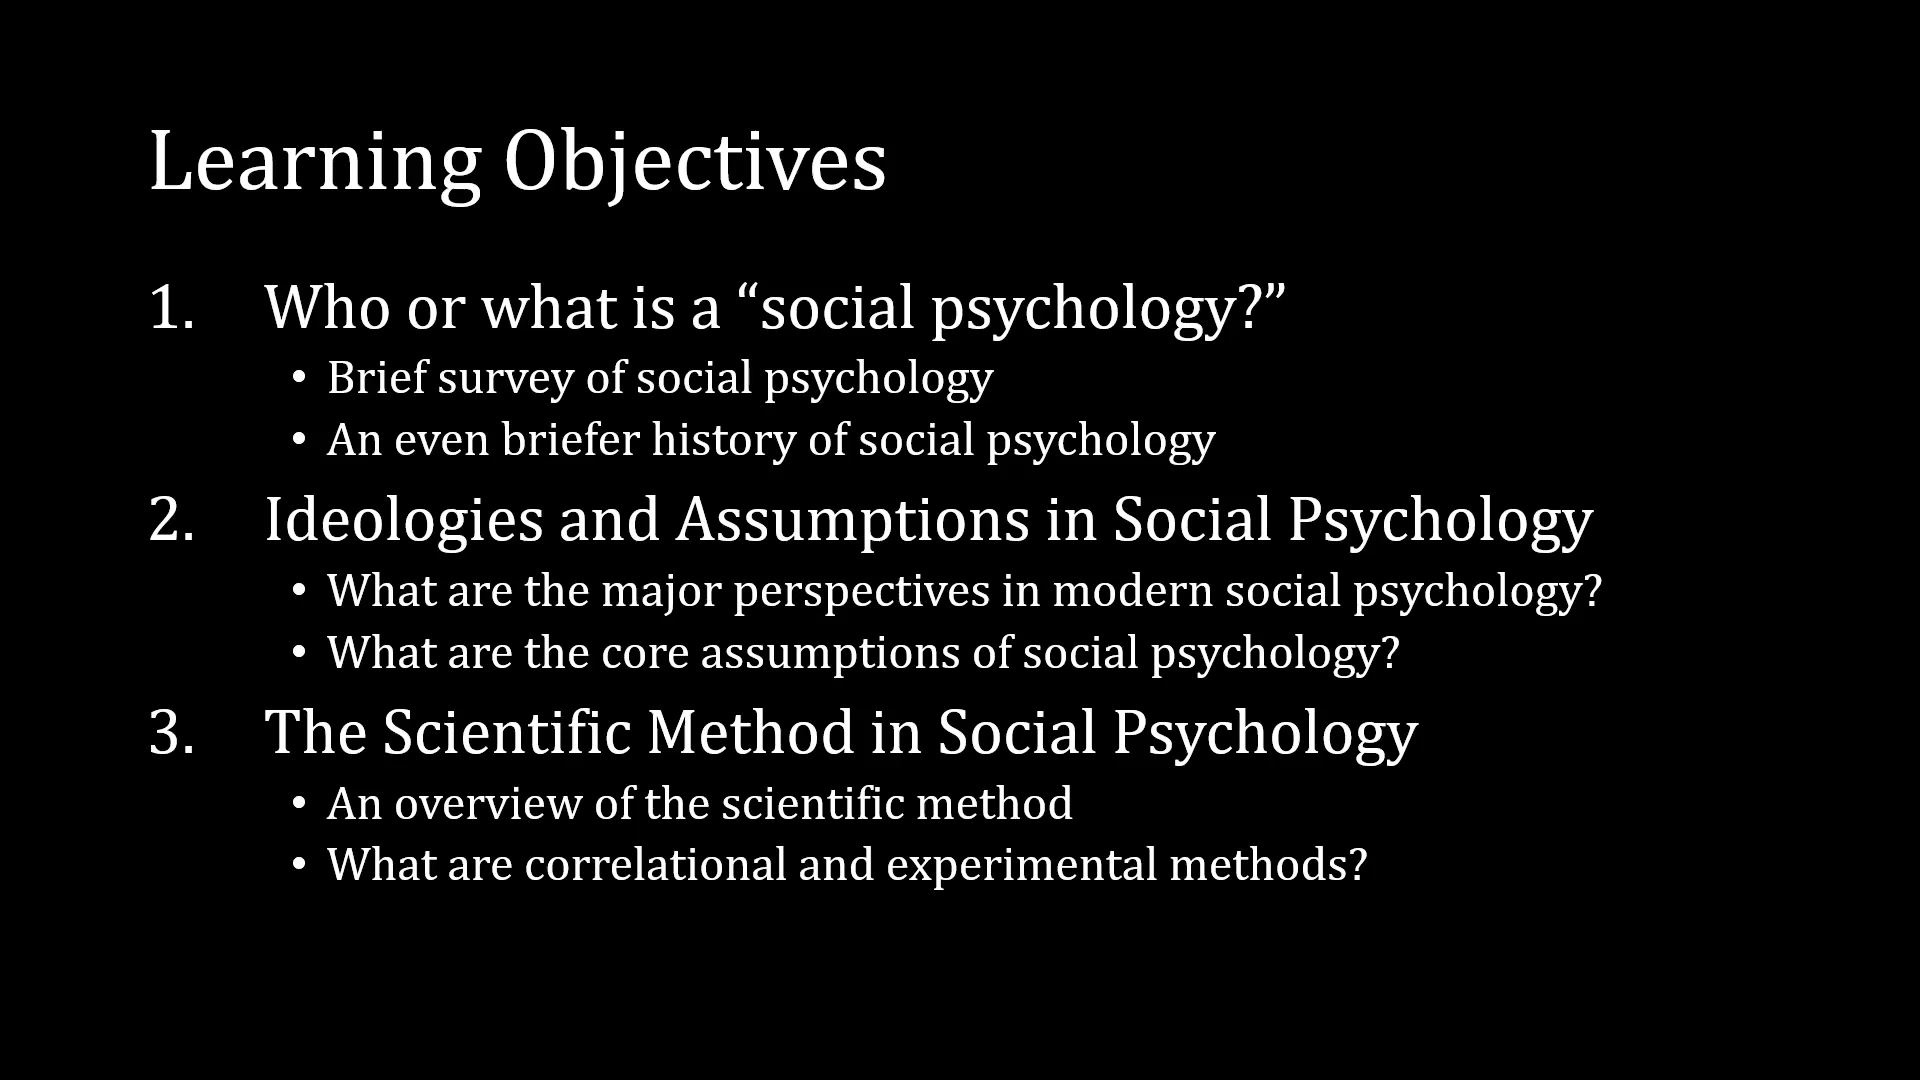 Learning Objectives
1. Who or what is a “social psychology?”
• Brief survey of social psychology
• An even briefer history of social psychology
2. Ideologies and Assumptions in Social Psychology
• What are the major perspectives in modern social psychology?
• What are the core assumptions of social psychology?
3. The Scientific Method in Social Psychology
• An overview of the scientific method
• What are correlational and experimental methods?